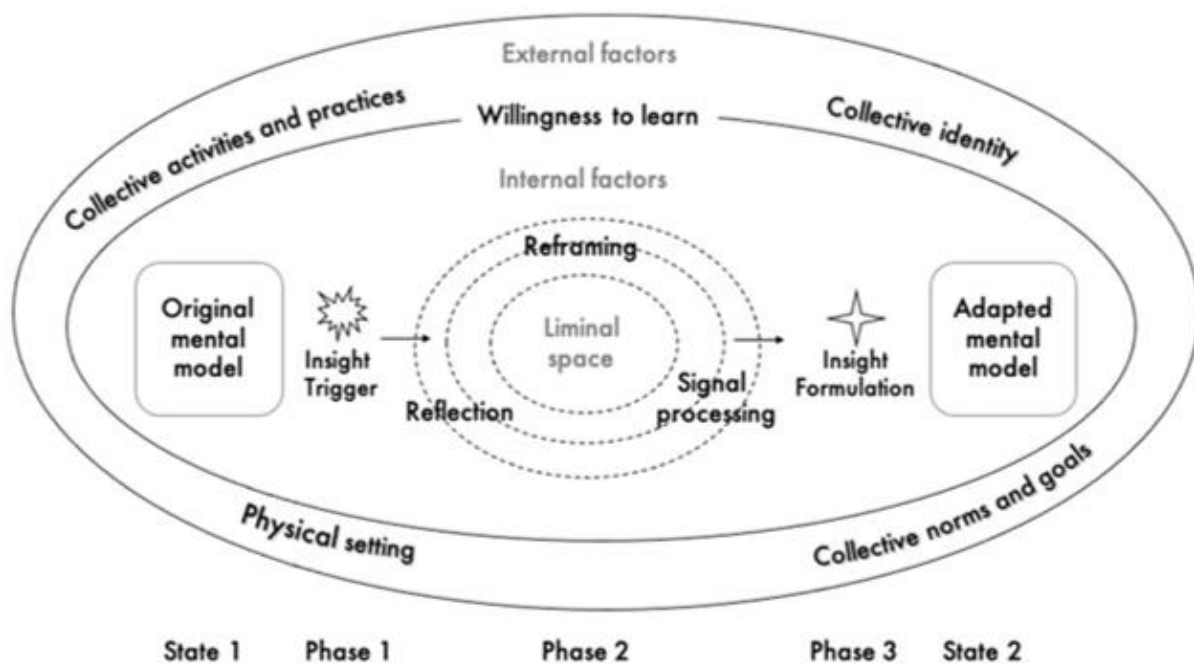 External factors
Collective activities and practices
Willingness to learn
Collective identity
Internal factors
Reframing
Original
mental
model
Insight
Trigger
Liminal
space
Reflection
Signal
processing
Insight
Formulation
Adapted
mental
model
Physical setting
Collective norms and goals
State 1
Phase 1
Phase 2
Phase 3
State 2